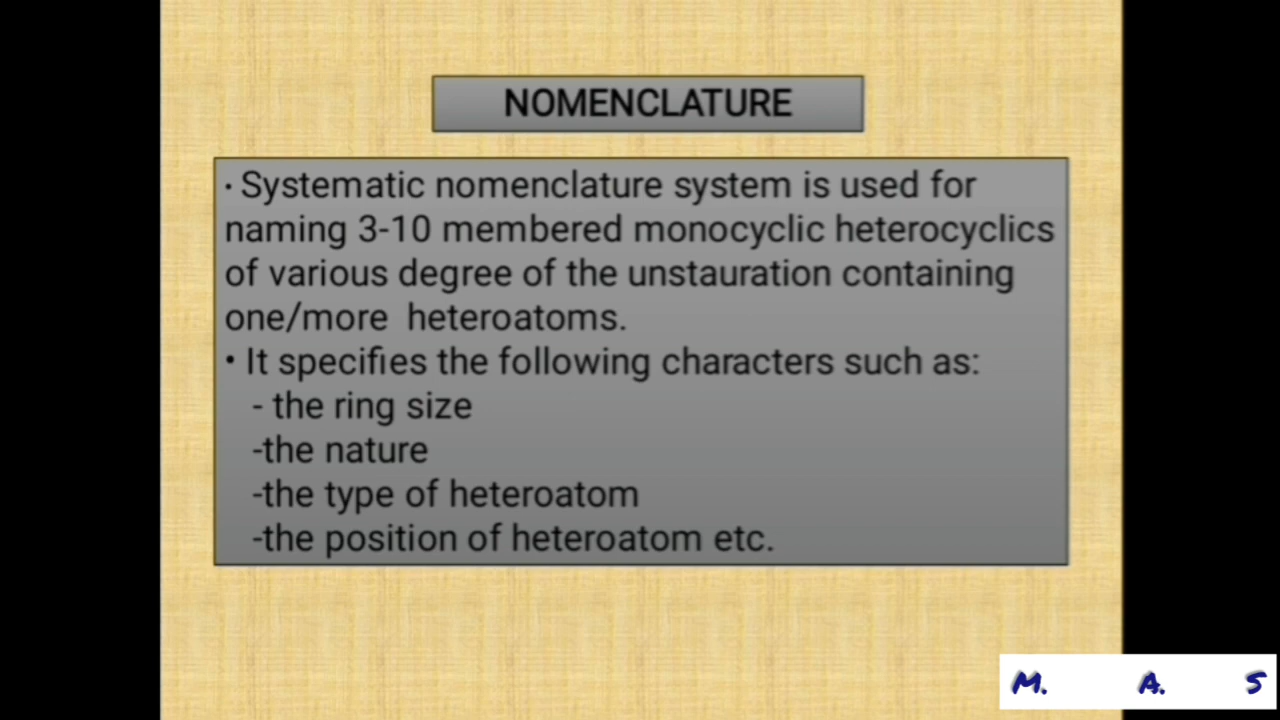 NOMENCLATURE
• Systematic nomenclature system is used for
naming 3-10 membered monocyclic heterocyclics
of various degree of the unstauration containing
one/more heteroatoms.
• It specifies the following characters such as:
- the ring size
-the nature
-the type of heteroatom
-the position of heteroatom etc.
M. A. S